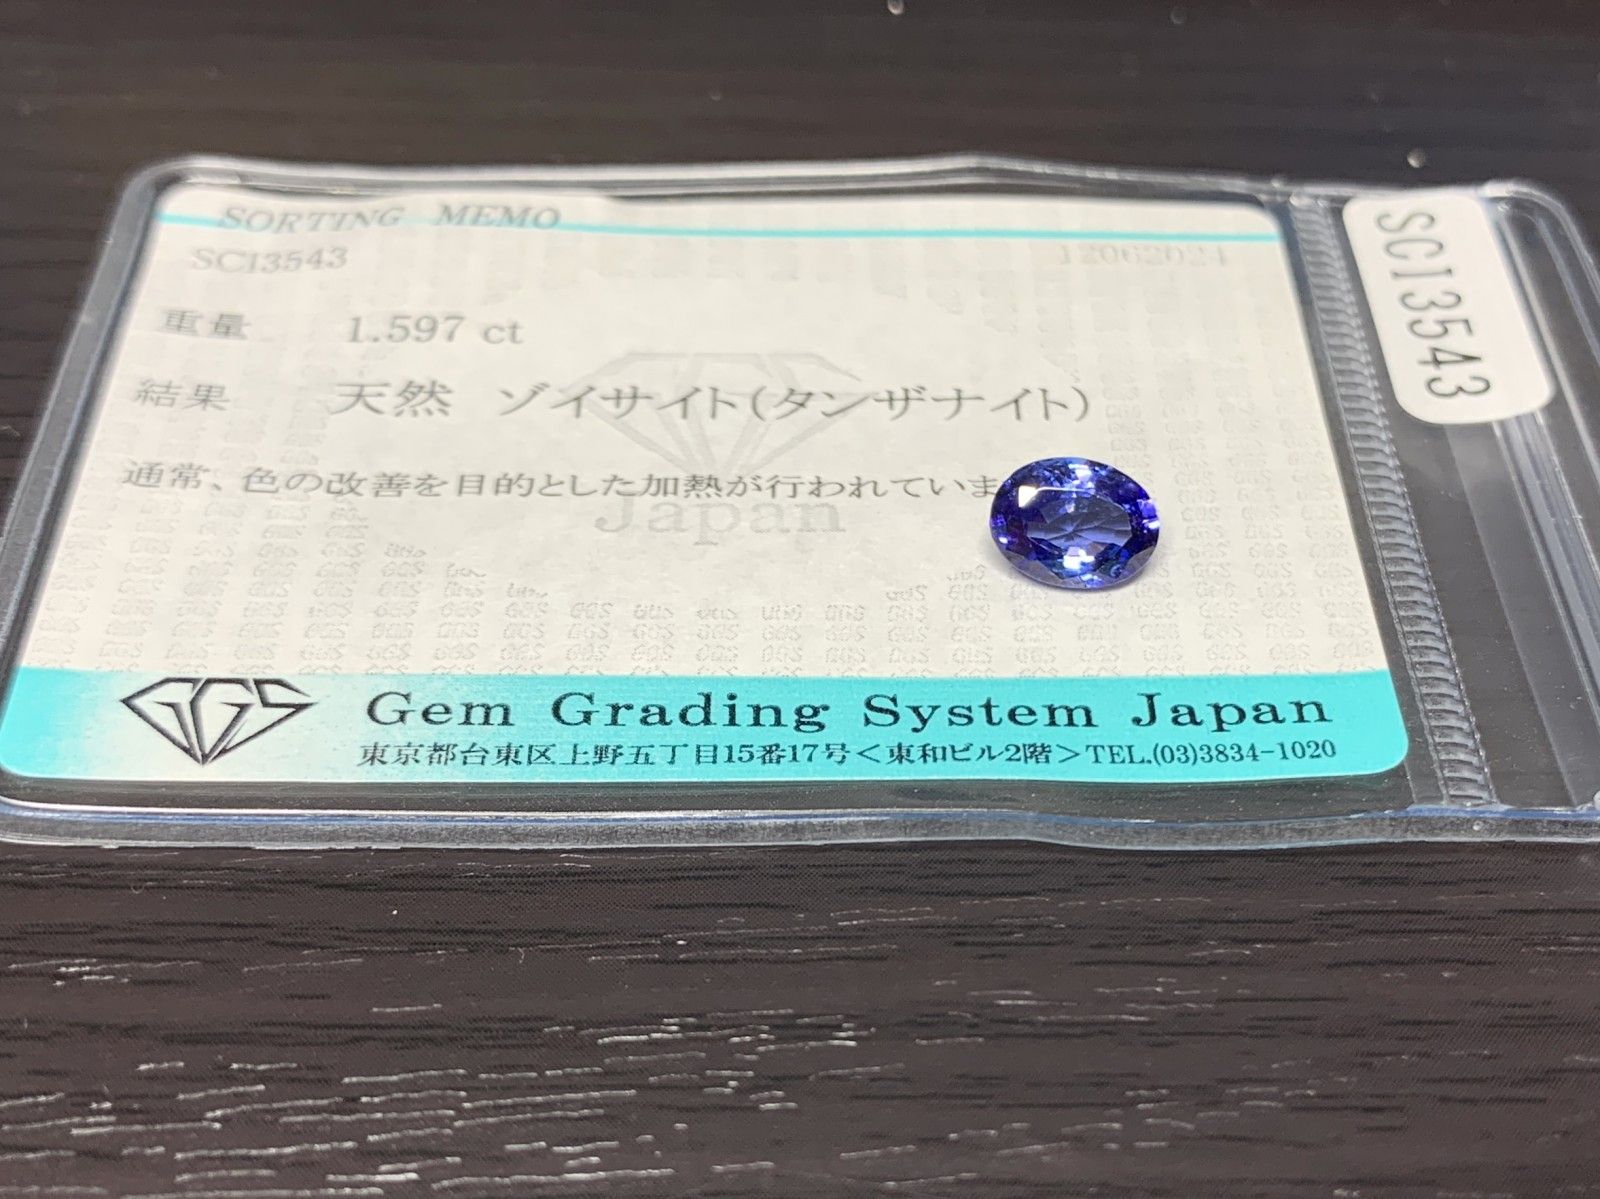 SORTING MEMO
SC13543 12062024
重量 1.597 ct
結果 天然 ゾイサイト(タンザナイト)
通常、色の改善を目的とした加熱が行われていま
Japan
GGS Gem Grading System Japan
東京都台東区上野五丁目15番17号<東和ビル2階>TEL.(03)3834-1020
SC13543